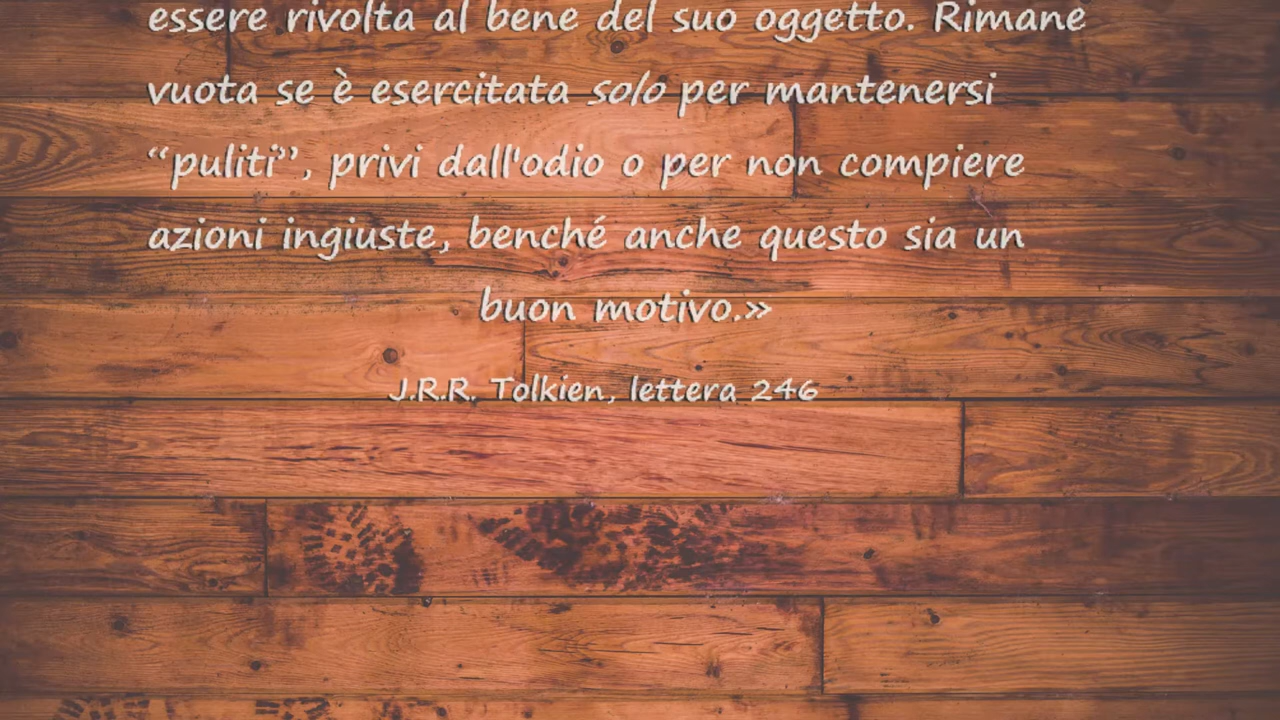 essere rivolta al bene del suo oggetto. Rimane
vuota se è esercitata solo per mantenersi
“puliti”, privi dall'odio o per non compiere
azioni ingiuste, benché anche questo sia un
buon motivo.»
J.R.R. Tolkien, lettera 246